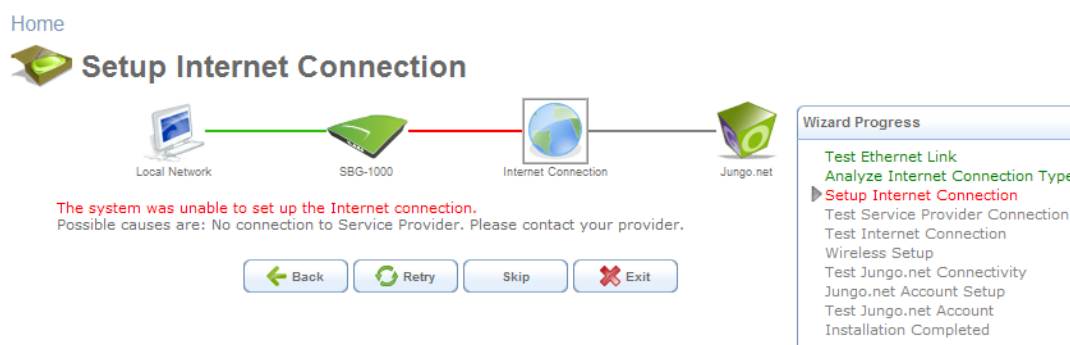 Home
Setup Internet Connection
Local Network
SBG-1000
Internet Connection
Jungo.net
The system was unable to set up the Internet connection.
Possible causes are: No connection to Service Provider. Please contact your provider.
Back
Retry
Skip
Exit
Wizard Progress
Test Ethernet Link
Analyze Internet Connection Type
Setup Internet Connection
Test Service Provider Connection
Test Internet Connection
Wireless Setup
Test Jungo.net Connectivity
Jungo.net Account Setup
Test Jungo.net Account
Installation Completed